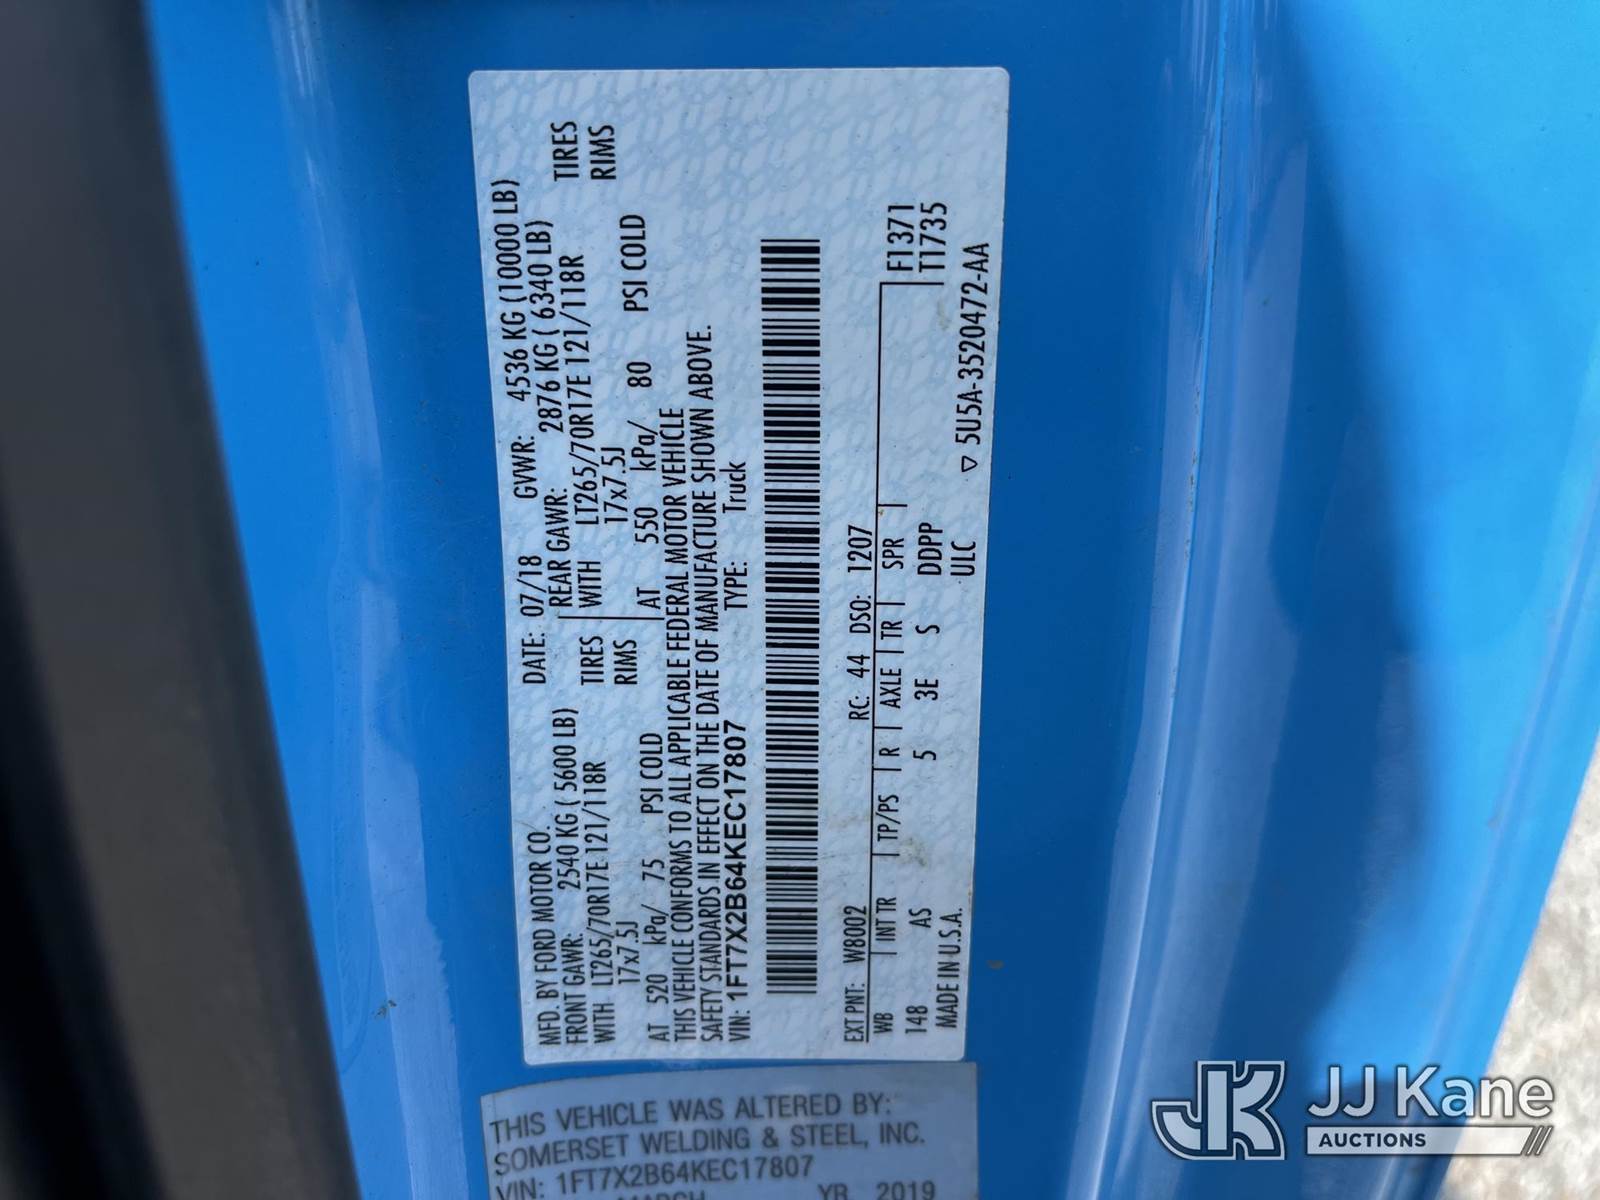 MFD. BY FORD MOTOR CO. DATE: 07/18 GVWR: 4536 KG (10000 LB)
FRONT GAWR: 2540 KG ( 5600 LB) REAR GAWR: 2876 KG ( 6340 LB)
WITH LT265/70R17E 121/118R TIRES WITH LT265/70R17E 121/118R TIRES
17x7.5J RIMS 17x7.5J RIMS
AT 520 kPa/ 75 PSI COLD AT 550 kPa/ 80 PSI COLD
THIS VEHICLE CONFORMS TO ALL APPLICABLE FEDERAL MOTOR VEHICLE
SAFETY STANDARDS IN EFFECT ON THE DATE OF MANUFACTURE SHOWN ABOVE.
VIN: 1FT7X2B64KEC17807 TYPE: Truck
EXT PNT: W8002 RC: 44 DSO: 1207
WB INT TR TP/PS R AXLE TR SPR F1371
148 AS 5 3E S DDPP T1735
MADE IN U.S.A. ULC ▽ 5U5A-3520472-AA
THIS VEHICLE WAS ALTERED BY:
SOMERSET WELDING & STEEL, INC.
VIN: 1FT7X2B64KEC17807
MARCH YR 2019
JK JJ Kane
AUCTIONS